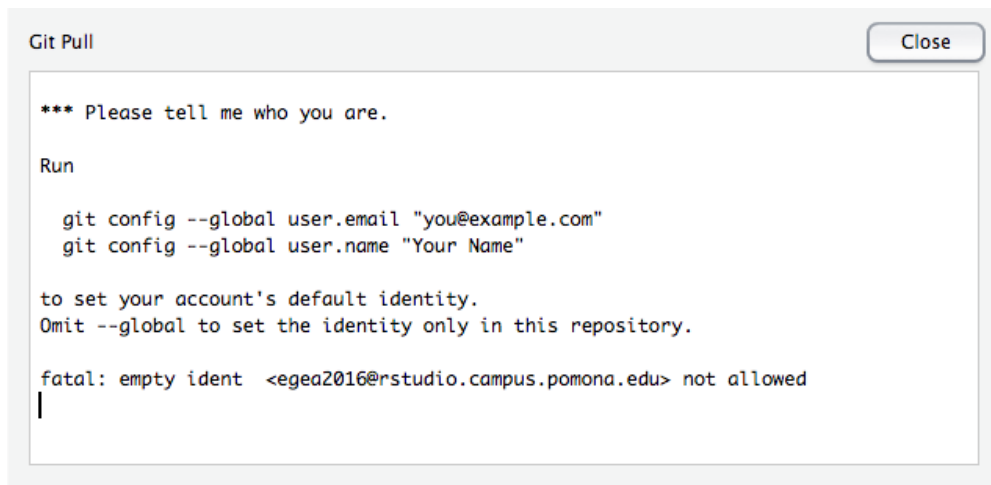 Git Pull
Close
*** Please tell me who you are.
Run
git config --global user.email "you@example.com"
git config --global user.name "Your Name"
to set your account's default identity.
Omit --global to set the identity only in this repository.
fatal: empty ident  <egea2016@rstudio.campus.pomona.edu> not allowed